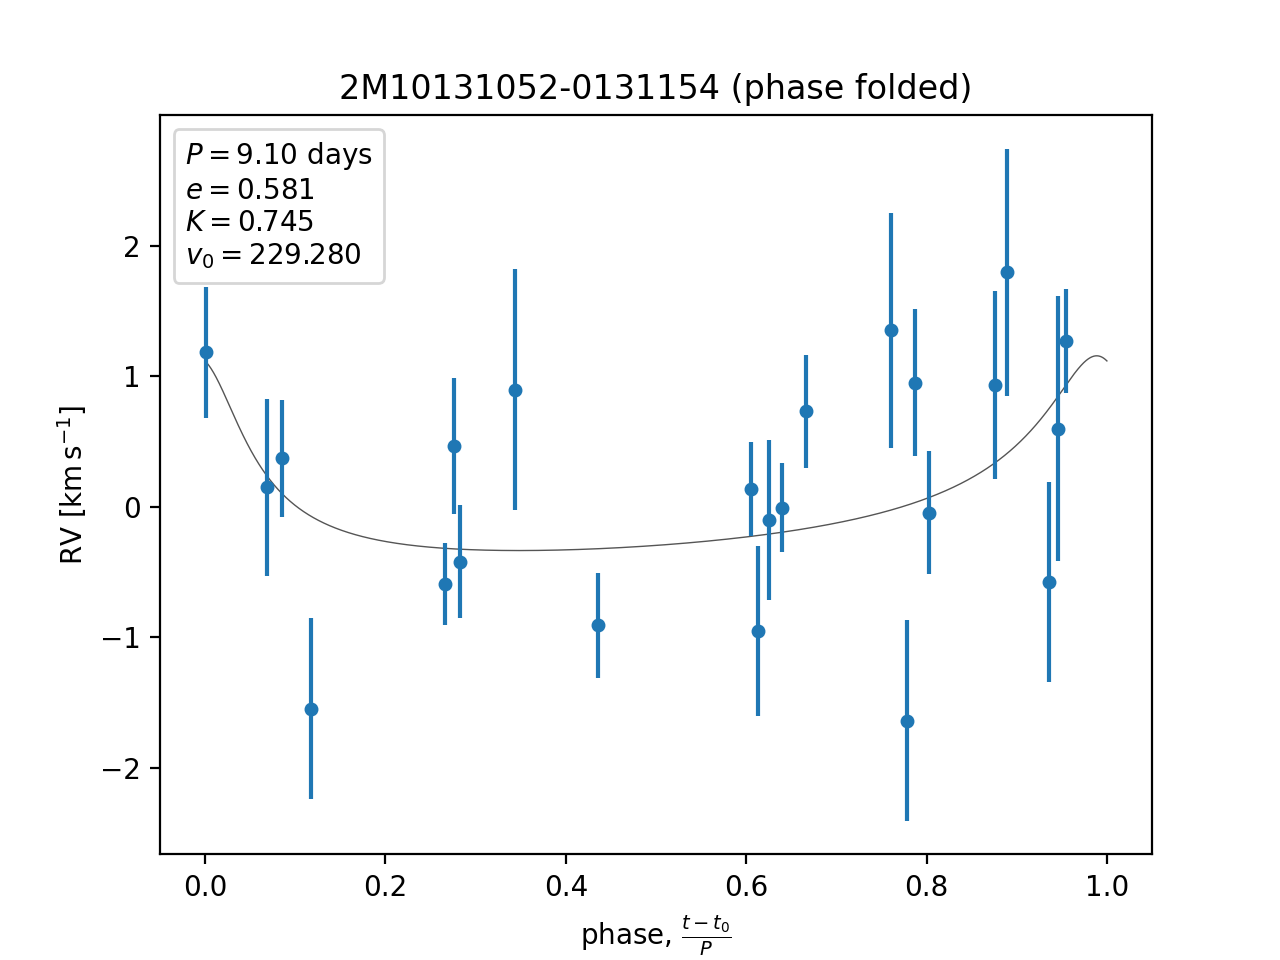 2M10131052-0131154 (phase folded)
P = 9.10 days
e = 0.581
K = 0.745
v₀ = 229.280
2
1
0
−1
−2
RV [km s⁻¹]
0.0 0.2 0.4 0.6 0.8 1.0
phase, (t − t₀)/P